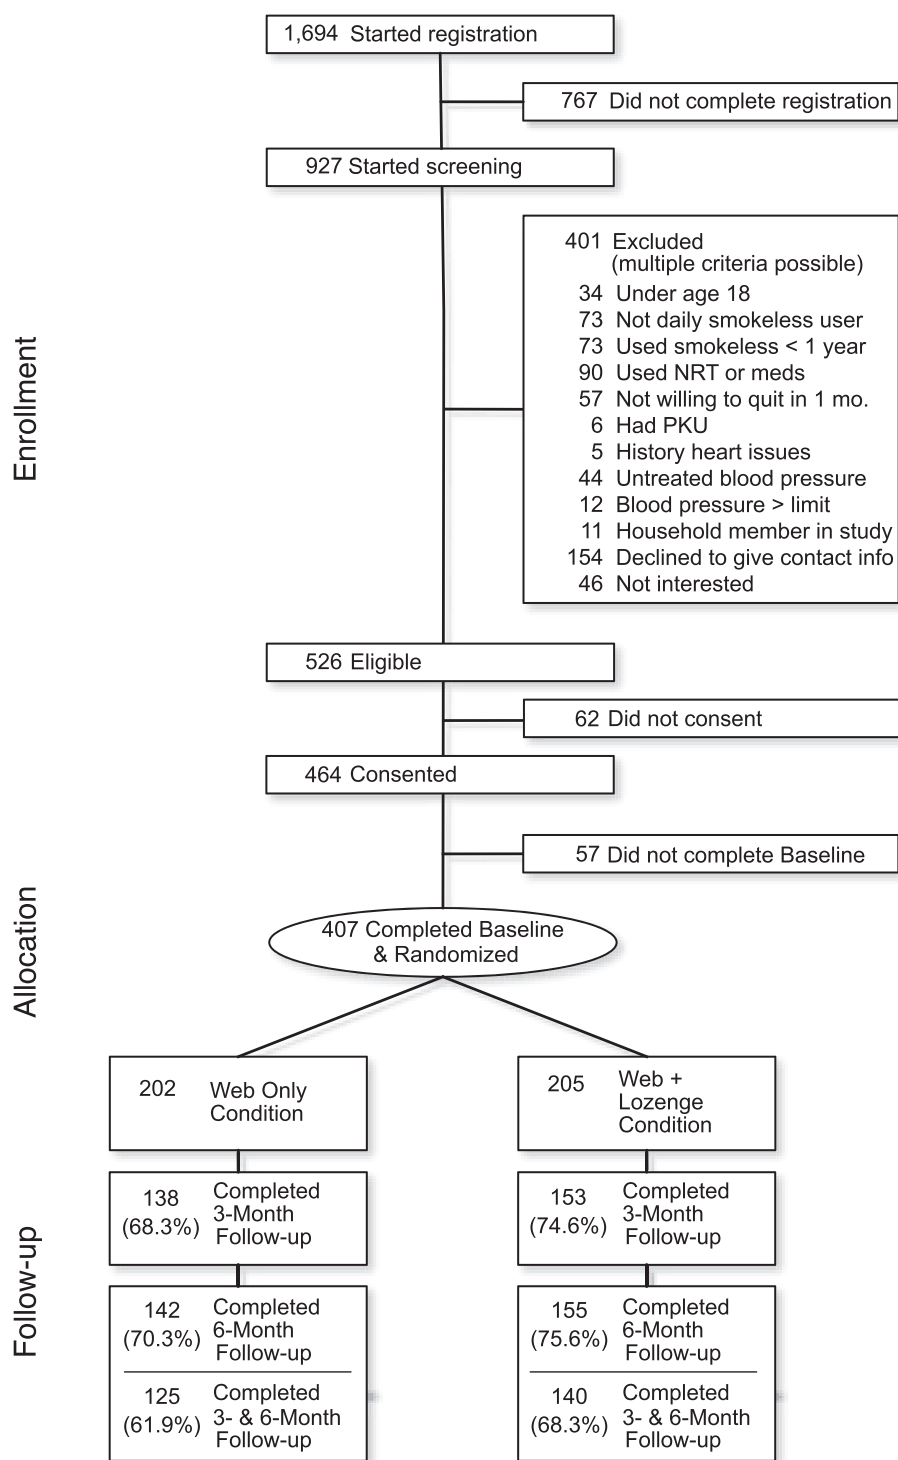 1,694 Started registration
767 Did not complete registration
927 Started screening
Enrollment
401 Excluded
(multiple criteria possible)
34 Under age 18
73 Not daily smokeless user
73 Used smokeless < 1 year
90 Used NRT or meds
57 Not willing to quit in 1 mo.
6 Had PKU
5 History heart issues
44 Untreated blood pressure
12 Blood pressure > limit
11 Household member in study
154 Declined to give contact info
46 Not interested
526 Eligible
62 Did not consent
464 Consented
57 Did not complete Baseline
Allocation
407 Completed Baseline
& Randomized
202 Web Only
Condition
205 Web +
Lozenge
Condition
Follow-up
138 Completed
(68.3%) 3-Month
Follow-up
153 Completed
(74.6%) 3-Month
Follow-up
142 Completed
(70.3%) 6-Month
Follow-up
155 Completed
(75.6%) 6-Month
Follow-up
125 Completed
(61.9%) 3- & 6-Month
Follow-up
140 Completed
(68.3%) 3- & 6-Month
Follow-up